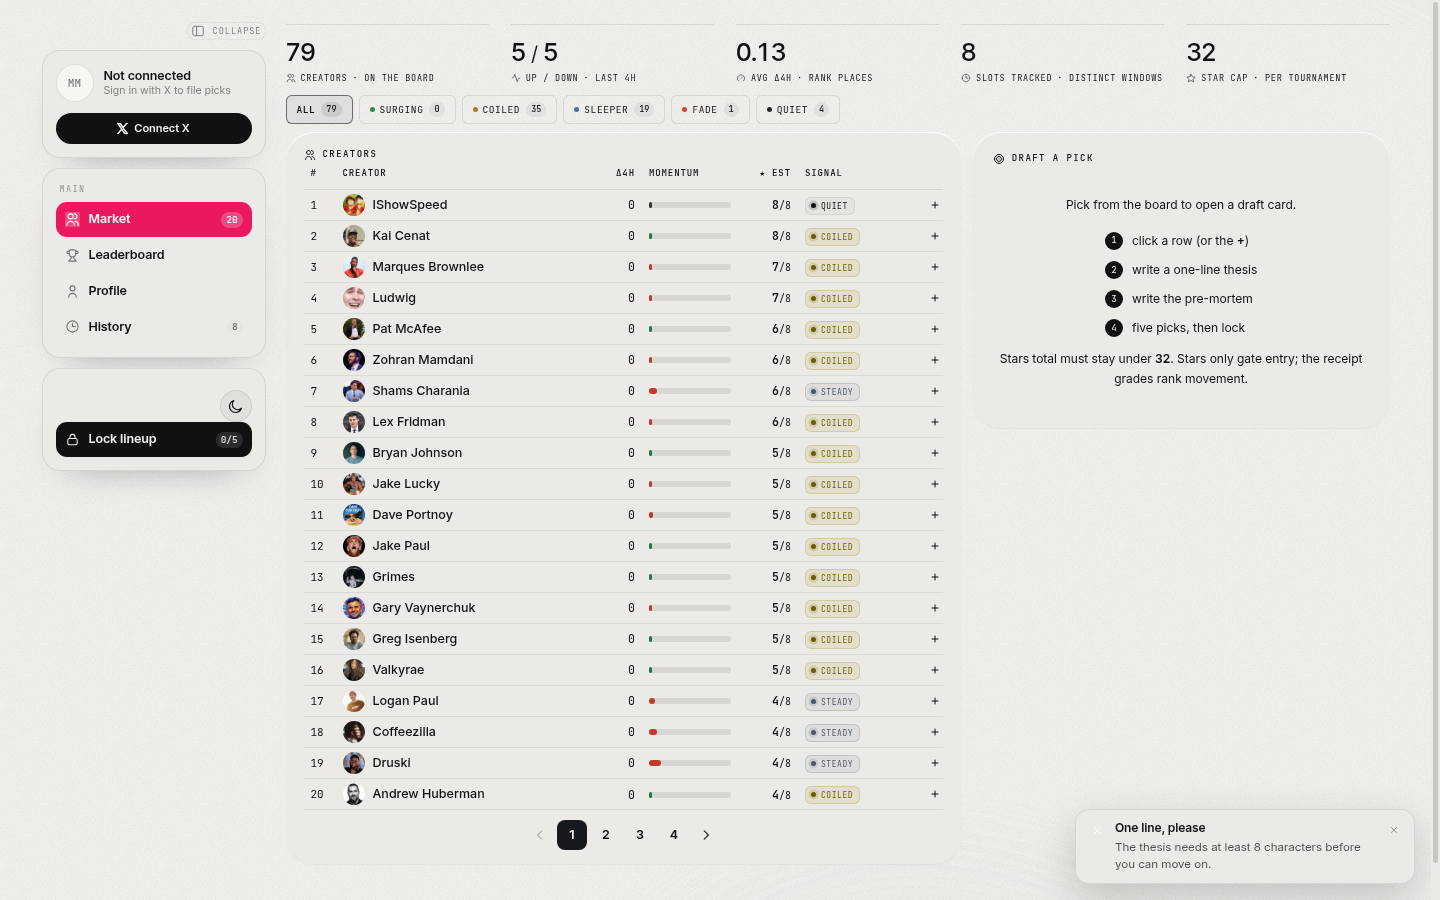 COLLAPSE
MM
Not connected
Sign in with X to file picks
Connect X
MAIN
Market 20
Leaderboard
Profile
History 8
Lock lineup 0/5
79
CREATORS · ON THE BOARD
5 / 5
UP / DOWN · LAST 4H
0.13
AVG Δ4H · RANK PLACES
8
SLOTS TRACKED · DISTINCT WINDOWS
32
STAR CAP · PER TOURNAMENT
ALL 79 SURGING 0 COILED 35 SLEEPER 19 FADE 1 QUIET 4
CREATORS
# CREATOR Δ4H MOMENTUM ★ EST SIGNAL
1 IShowSpeed 0 8/8 QUIET +
2 Kai Cenat 0 8/8 COILED +
3 Marques Brownlee 0 7/8 COILED +
4 Ludwig 0 7/8 COILED +
5 Pat McAfee 0 6/8 COILED +
6 Zohran Mamdani 0 6/8 COILED +
7 Shams Charania 0 6/8 STEADY +
8 Lex Fridman 0 6/8 COILED +
9 Bryan Johnson 0 5/8 COILED +
10 Jake Lucky 0 5/8 COILED +
11 Dave Portnoy 0 5/8 COILED +
12 Jake Paul 0 5/8 COILED +
13 Grimes 0 5/8 COILED +
14 Gary Vaynerchuk 0 5/8 COILED +
15 Greg Isenberg 0 5/8 COILED +
16 Valkyrae 0 5/8 COILED +
17 Logan Paul 0 4/8 STEADY +
18 Coffeezilla 0 4/8 STEADY +
19 Druski 0 4/8 STEADY +
20 Andrew Huberman 0 4/8 COILED +
1 2 3 4
DRAFT A PICK
Pick from the board to open a draft card.
1 click a row (or the +)
2 write a one-line thesis
3 write the pre-mortem
4 five picks, then lock
Stars total must stay under 32. Stars only gate entry; the receipt
grades rank movement.
One line, please
The thesis needs at least 8 characters before
you can move on.